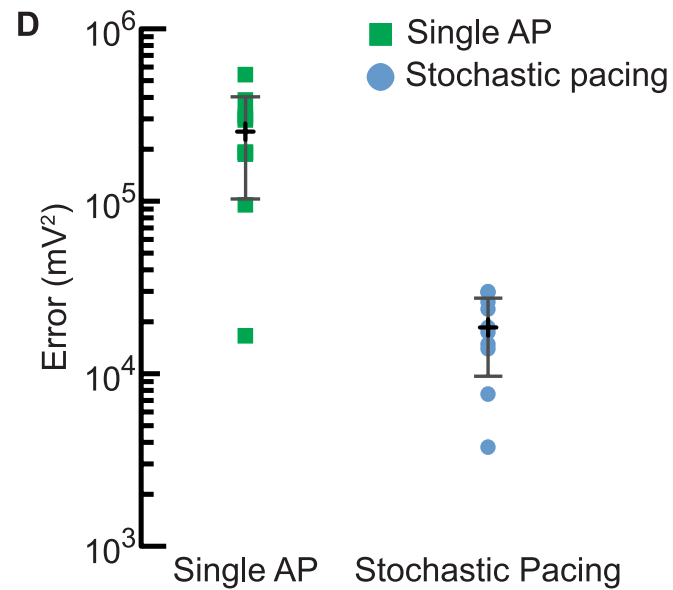 D
Single AP
Stochastic pacing
Error (mV²)
10⁶
10⁵
10⁴
10³
Single AP
Stochastic Pacing